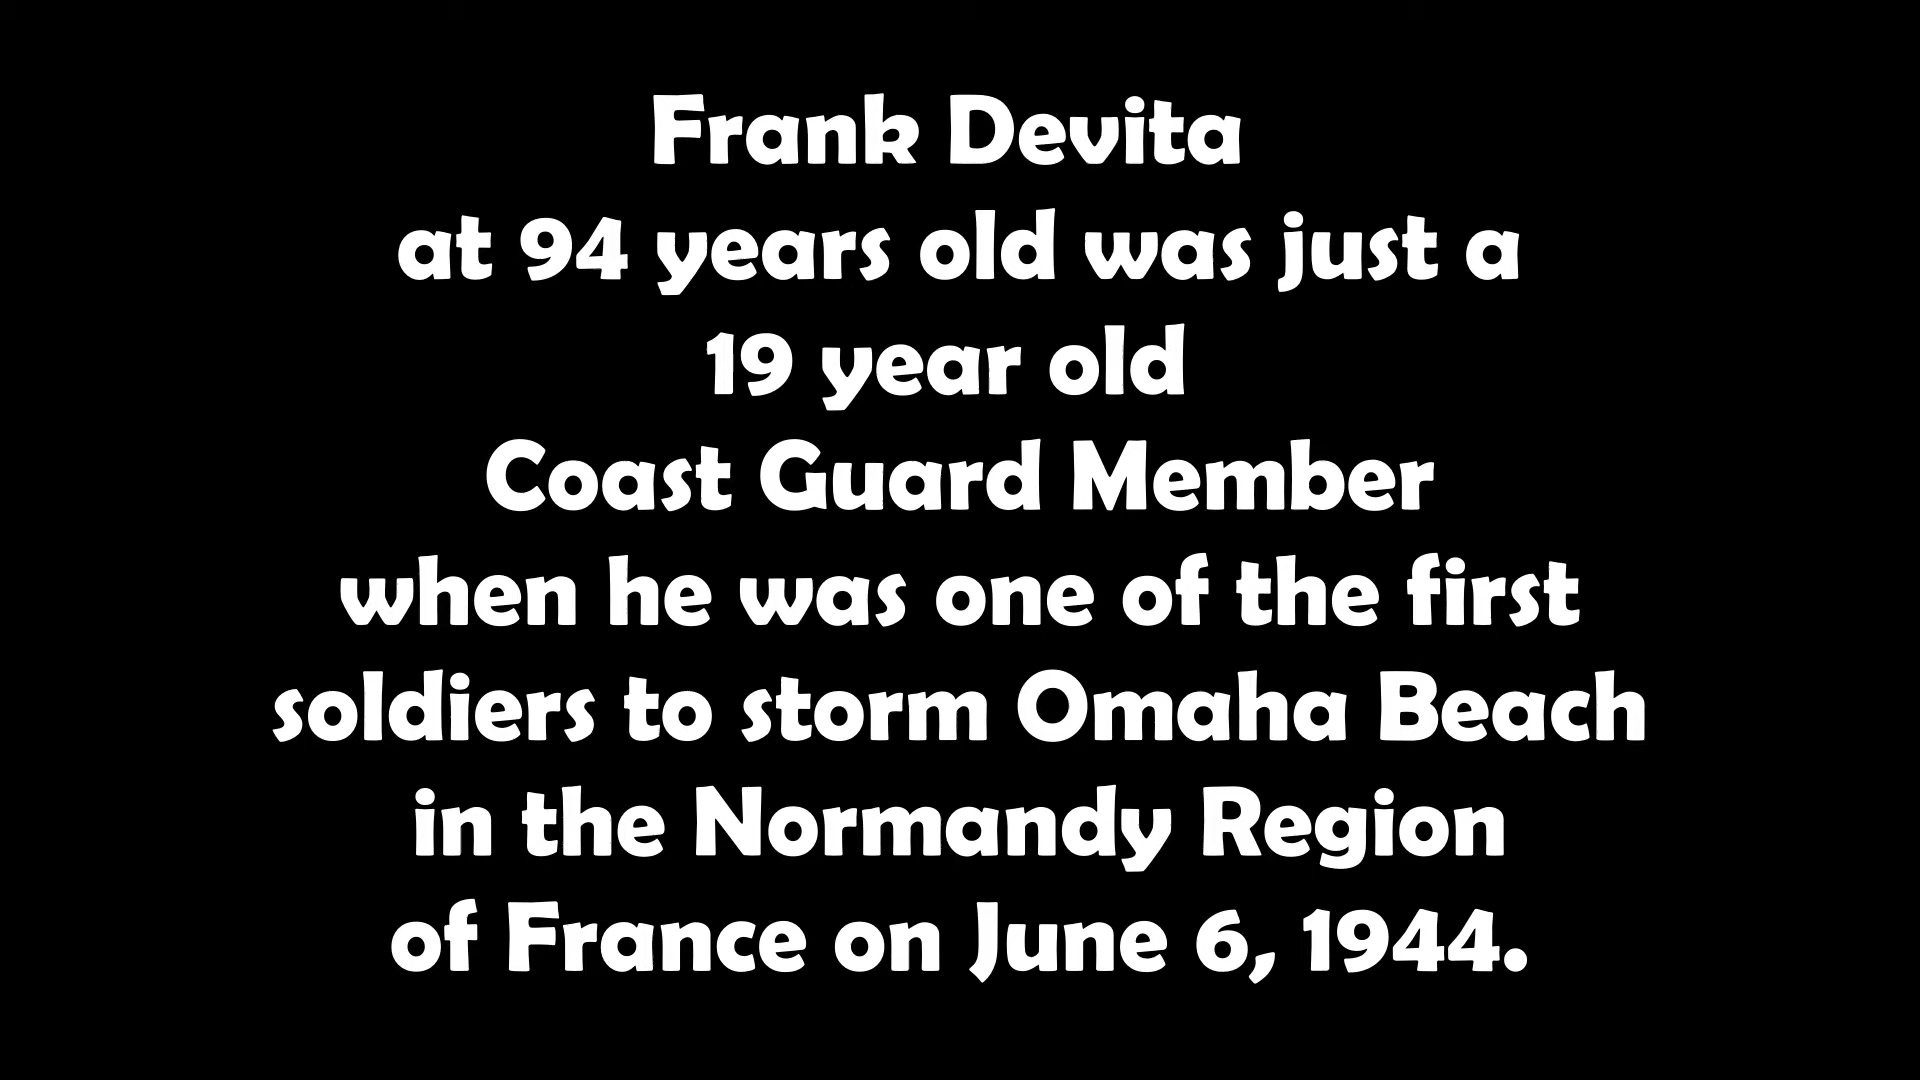 Frank Devita
at 94 years old was just a
19 year old
Coast Guard Member
when he was one of the first
soldiers to storm Omaha Beach
in the Normandy Region
of France on June 6, 1944.